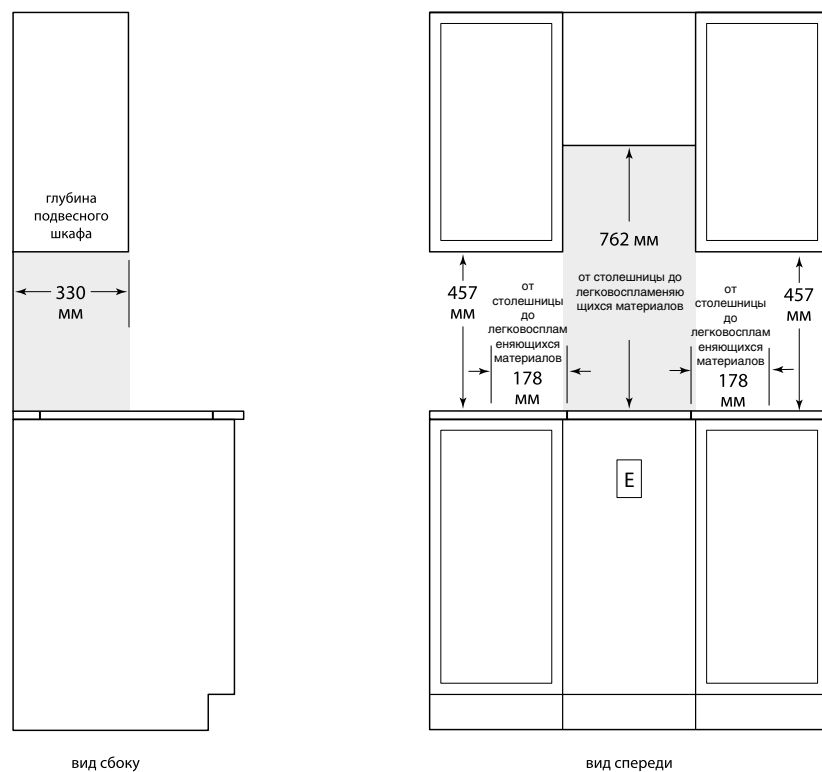 глубина
подвесного
шкафа
330
мм
вид сбоку
762 мм
от столешницы до
легковоспламеняю
щихся материалов
457
мм
от
столешницы
до
легковосплам
еняющихся
материалов
178
мм
от
столешницы
до
легковосплам
еняющихся
материалов
178
мм
457
мм
E
вид спереди